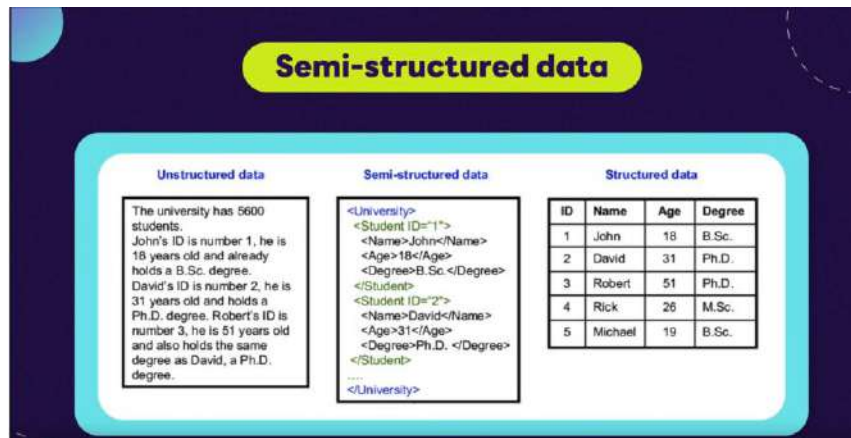 Semi-structured data
Unstructured data
The university has 5600
students.
John's ID is number 1, he is
18 years old and already
holds a B.Sc. degree.
David's ID is number 2, he is
31 years old and holds a
Ph.D. degree. Robert's ID is
number 3, he is 51 years old
and also holds the same
degree as David, a Ph.D.
degree.
Semi-structured data
<University>
<Student ID="1">
<Name>John</Name>
<Age>18</Age>
<Degree>B.Sc.</Degree>
</Student>
<Student ID="2">
<Name>David</Name>
<Age>31</Age>
<Degree>Ph.D. </Degree>
</Student>
....
</University>
Structured data
ID Name Age Degree
1 John 18 B.Sc.
2 David 31 Ph.D.
3 Robert 51 Ph.D.
4 Rick 26 M.Sc.
5 Michael 19 B.Sc.